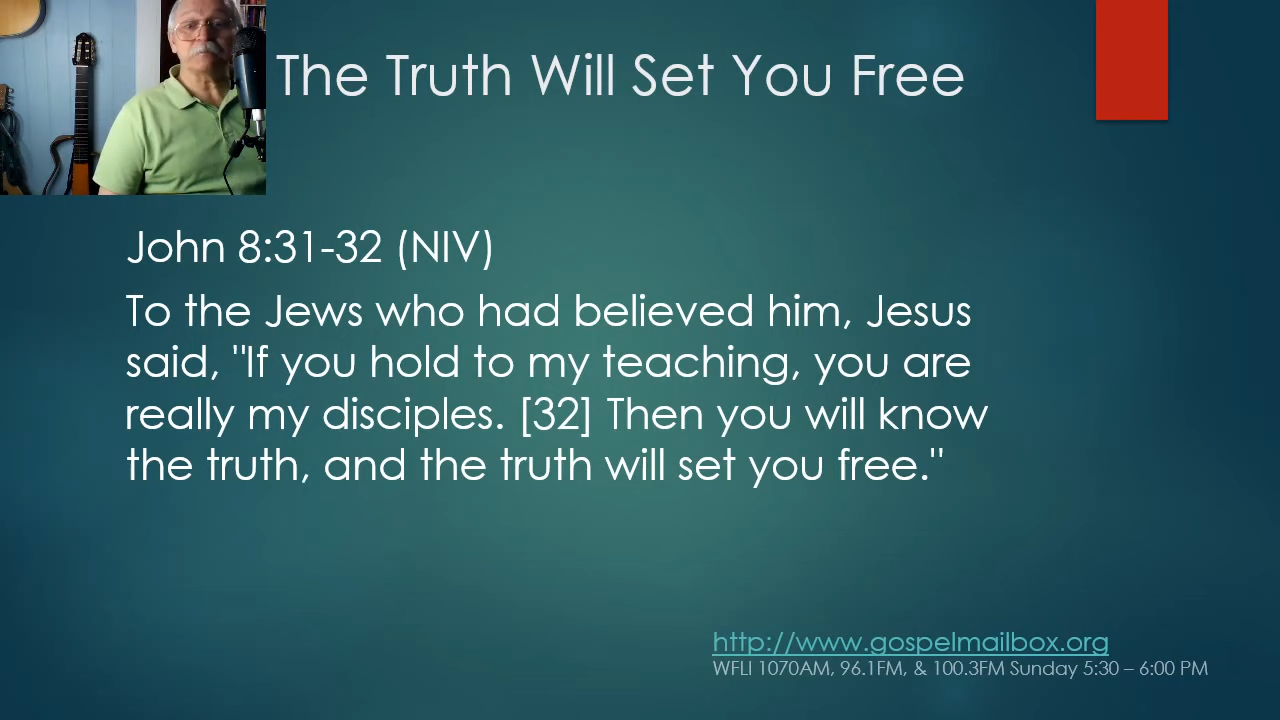 The Truth Will Set You Free
John 8:31-32 (NIV)
To the Jews who had believed him, Jesus
said, "If you hold to my teaching, you are
really my disciples. [32] Then you will know
the truth, and the truth will set you free."
http://www.gospelmailbox.org
WFLI 1070AM, 96.1FM, & 100.3FM Sunday 5:30 – 6:00 PM